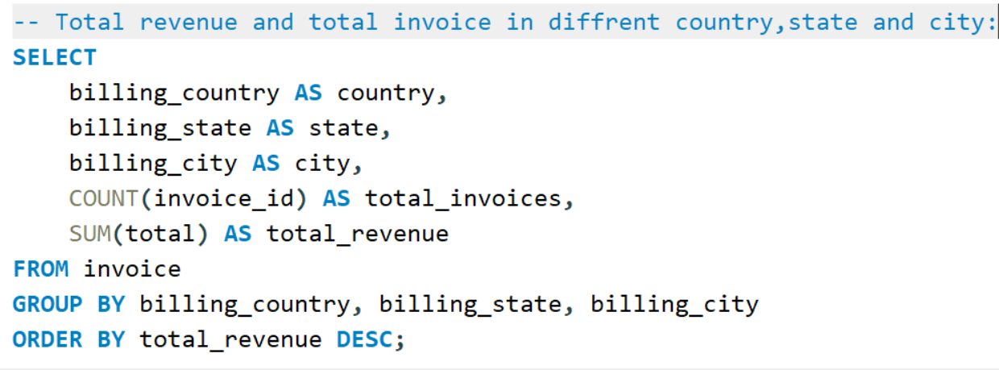 -- Total revenue and total invoice in diffrent country,state and city:
SELECT
    billing_country AS country,
    billing_state AS state,
    billing_city AS city,
    COUNT(invoice_id) AS total_invoices,
    SUM(total) AS total_revenue
FROM invoice
GROUP BY billing_country, billing_state, billing_city
ORDER BY total_revenue DESC;